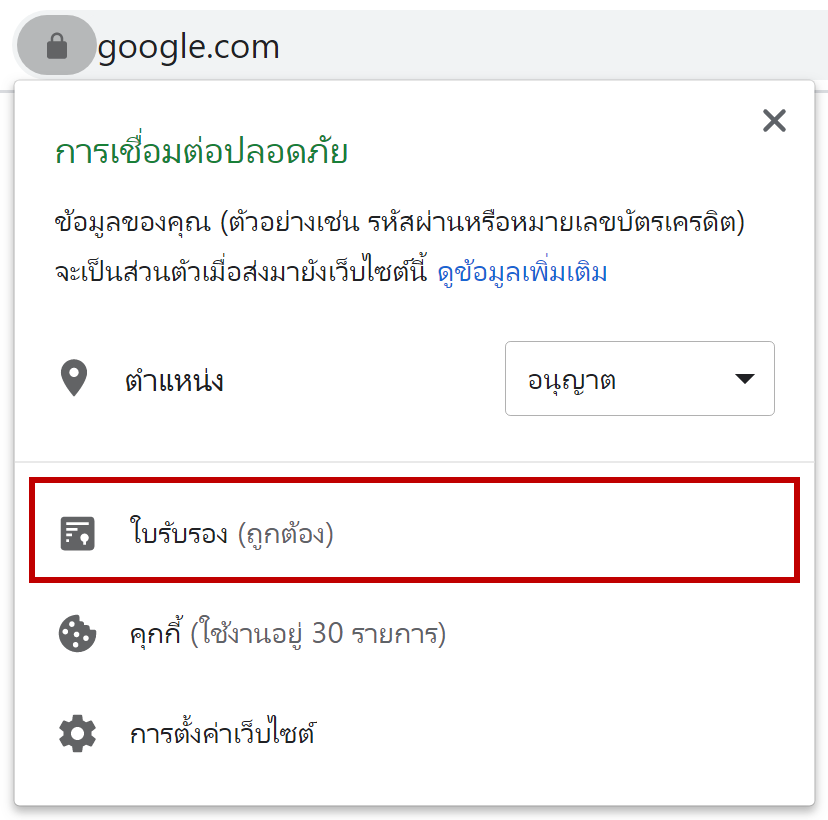 google.com
การเชื่อมต่อปลอดภัย
ข้อมูลของคุณ (ตัวอย่างเช่น รหัสผ่านหรือหมายเลขบัตรเครดิต)
จะเป็นส่วนตัวเมื่อส่งมายังเว็บไซต์นี้ ดูข้อมูลเพิ่มเติม
ตำแหน่ง อนุญาต
ใบรับรอง (ถูกต้อง)
คุกกี้ (ใช้งานอยู่ 30 รายการ)
การตั้งค่าเว็บไซต์